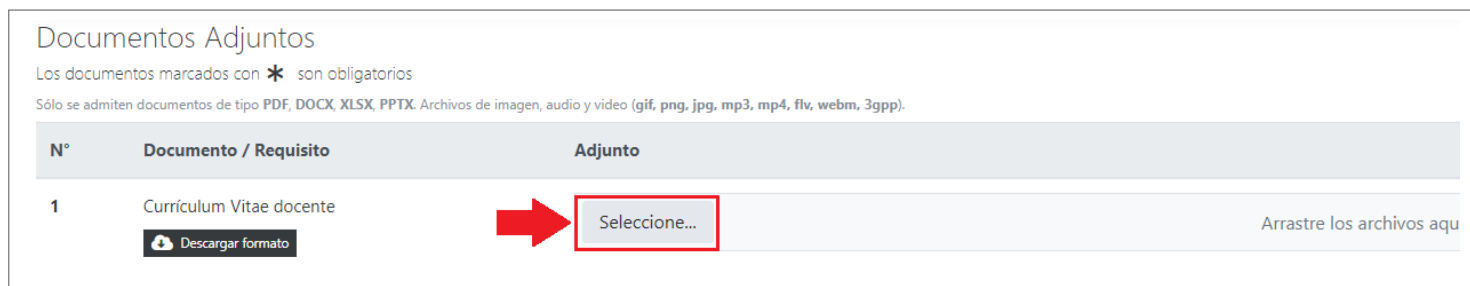 Documentos Adjuntos
Los documentos marcados con * son obligatorios
Sólo se admiten documentos de tipo PDF, DOCX, XLSX, PPTX. Archivos de imagen, audio y video (gif, png, jpg, mp3, mp4, flv, webm, 3gpp).
N° Documento / Requisito Adjunto
1 Currículum Vitae docente
Seleccione... Arrastre los archivos aqu
Descargar formato